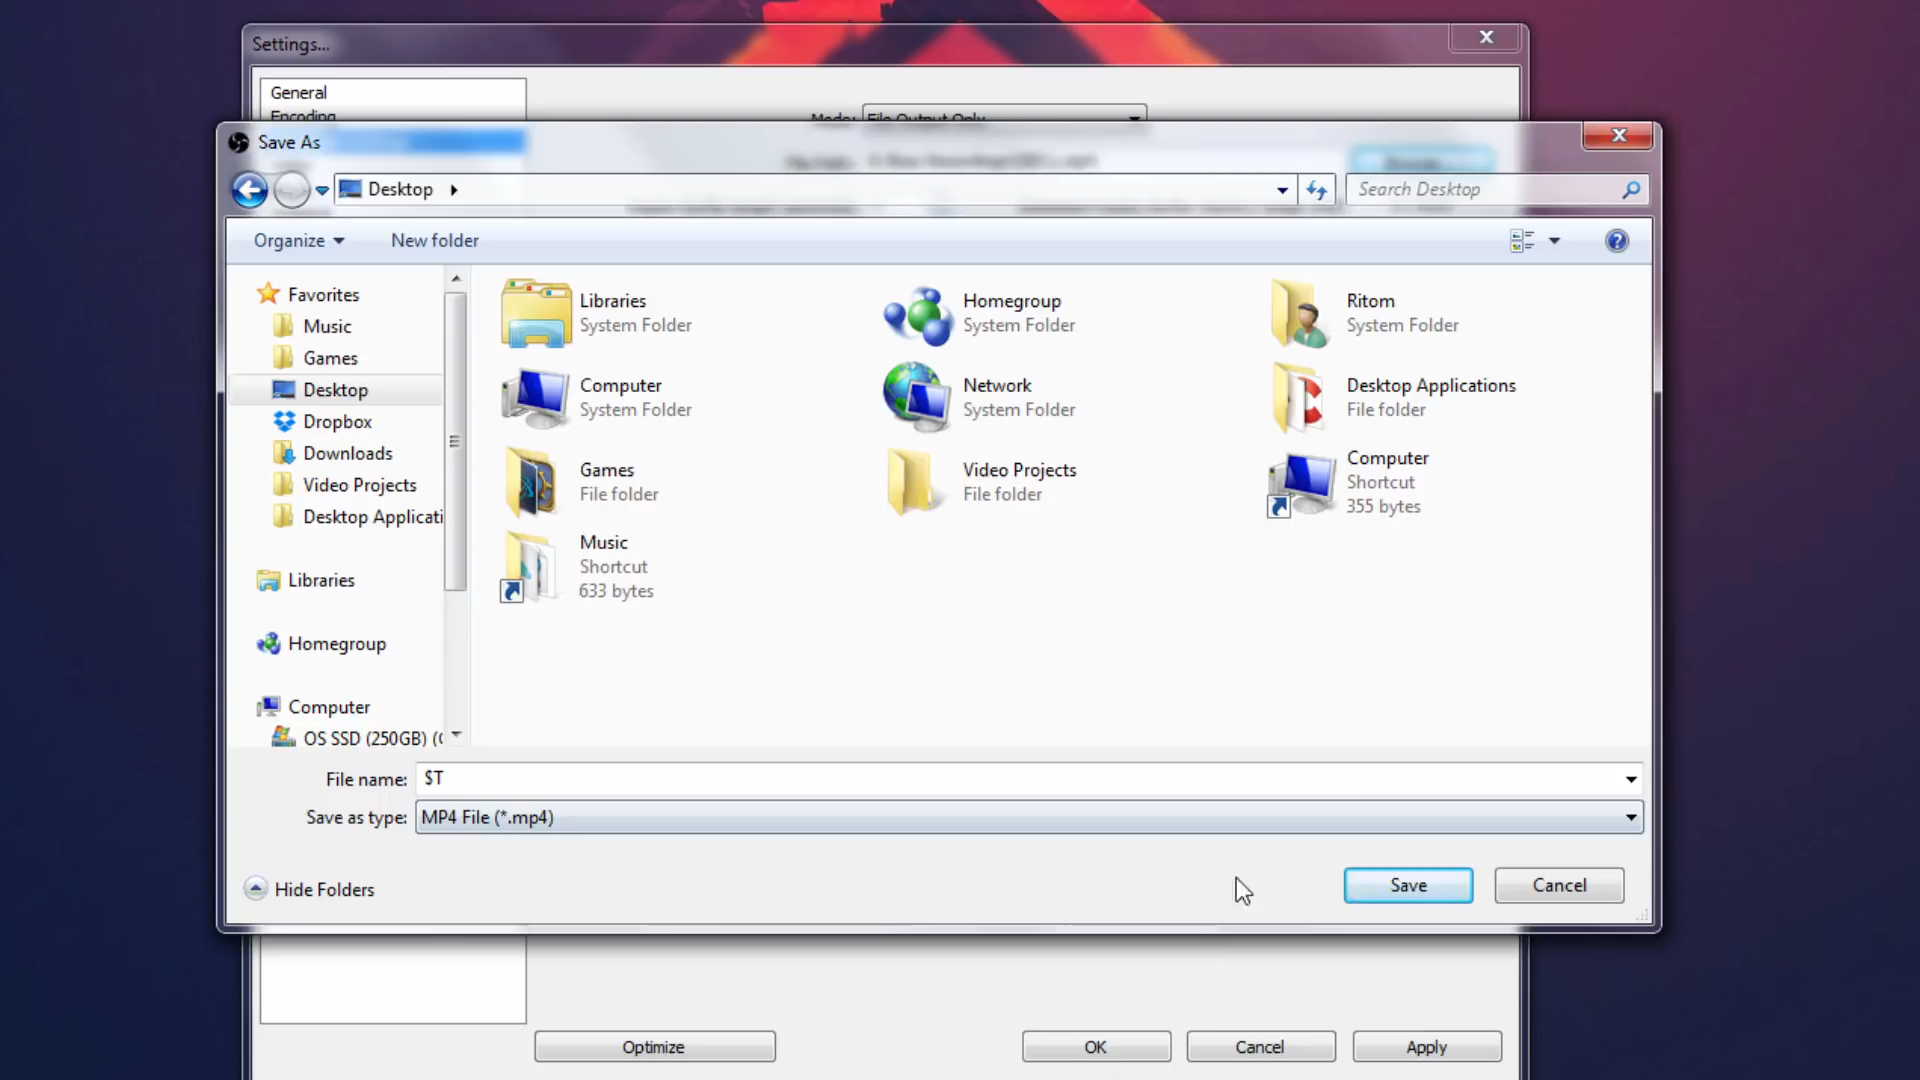 Settings...
General
Encoding
Mode: File Output Only
Save As
Desktop
Search Desktop
Organize
New folder
Favorites
Music
Games
Desktop
Dropbox
Downloads
Video Projects
Desktop Applicati
Libraries
Homegroup
Computer
OS SSD (250GB) (C
Libraries
System Folder
Homegroup
System Folder
Ritom
System Folder
Computer
System Folder
Network
System Folder
Desktop Applications
File folder
Games
File folder
Video Projects
File folder
Computer
Shortcut
355 bytes
Music
Shortcut
633 bytes
File name: $T
Save as type: MP4 File (*.mp4)
Hide Folders
Save
Cancel
Optimize
OK
Cancel
Apply